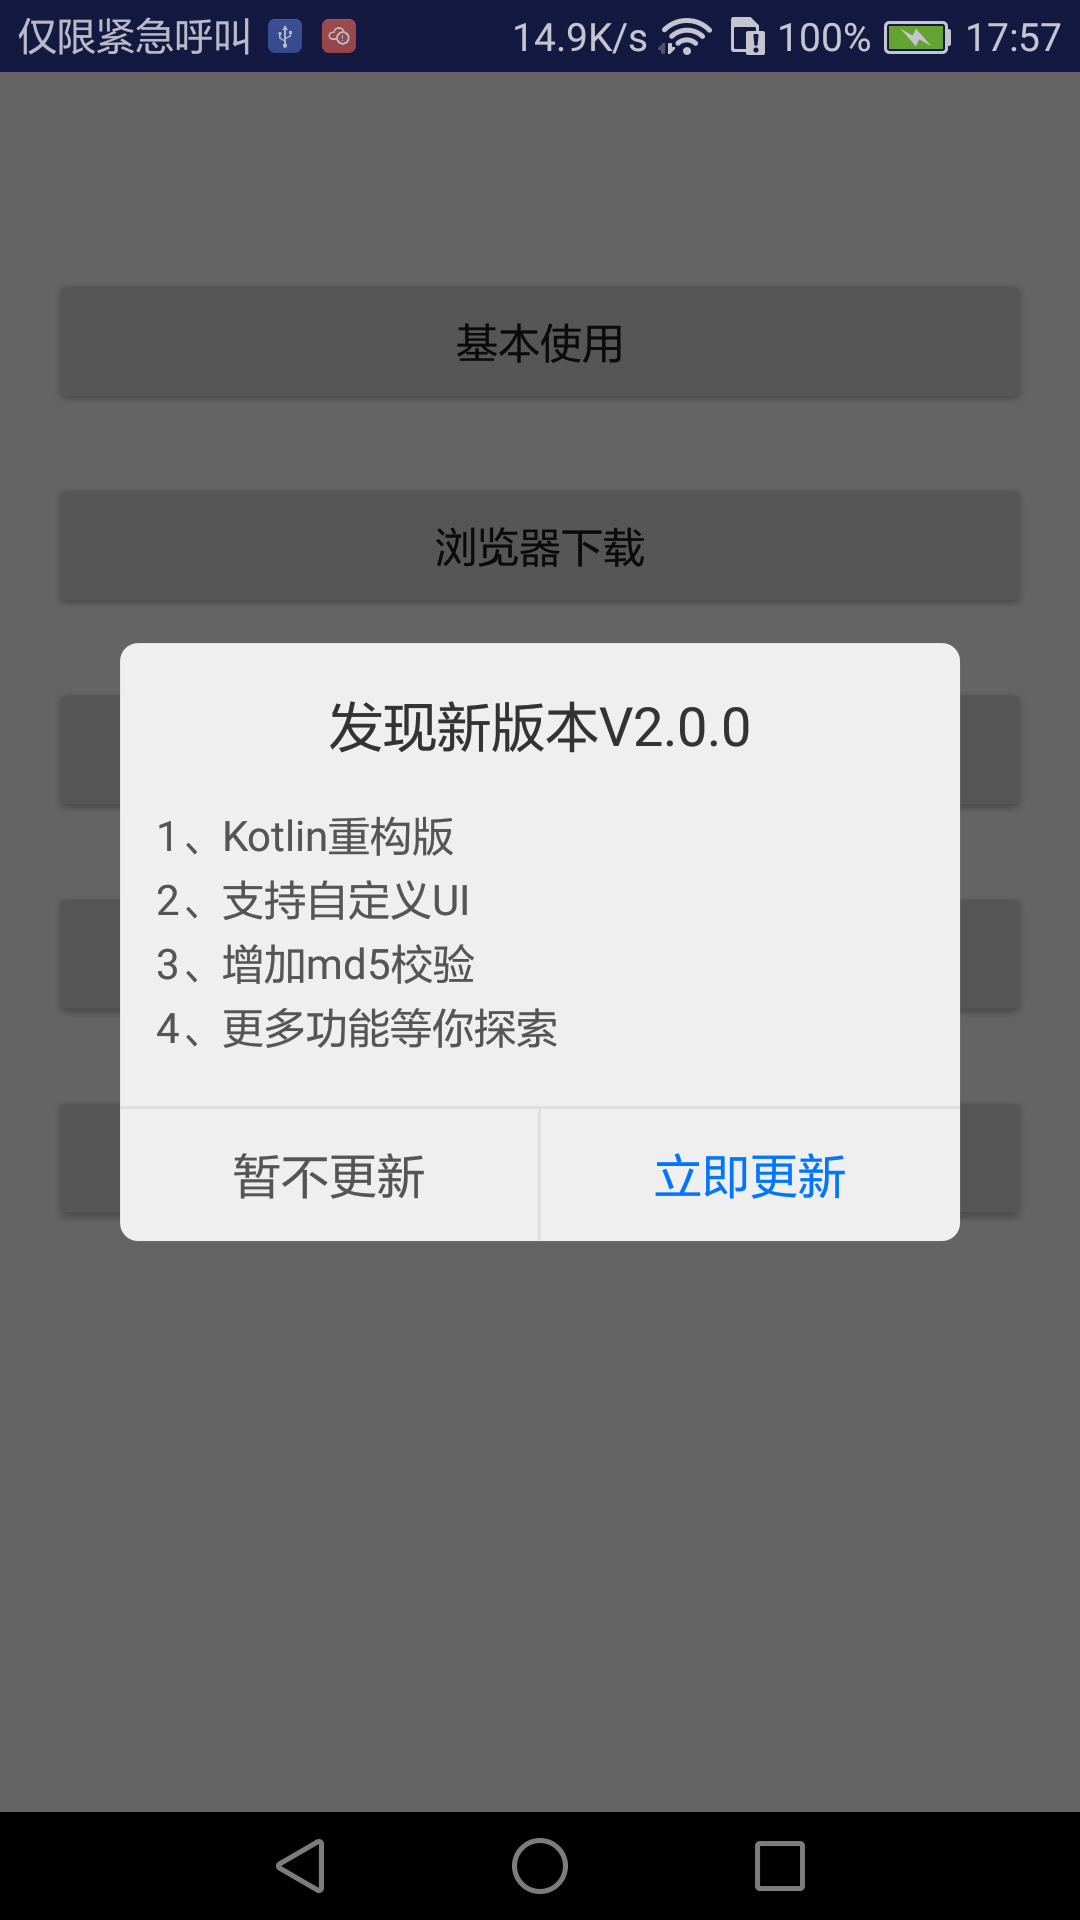 仅限紧急呼叫 14.9K/s 100% 17:57
基本使用
浏览器下载
发现新版本V2.0.0
1、Kotlin重构版
2、支持自定义UI
3、增加md5校验
4、更多功能等你探索
暂不更新 立即更新